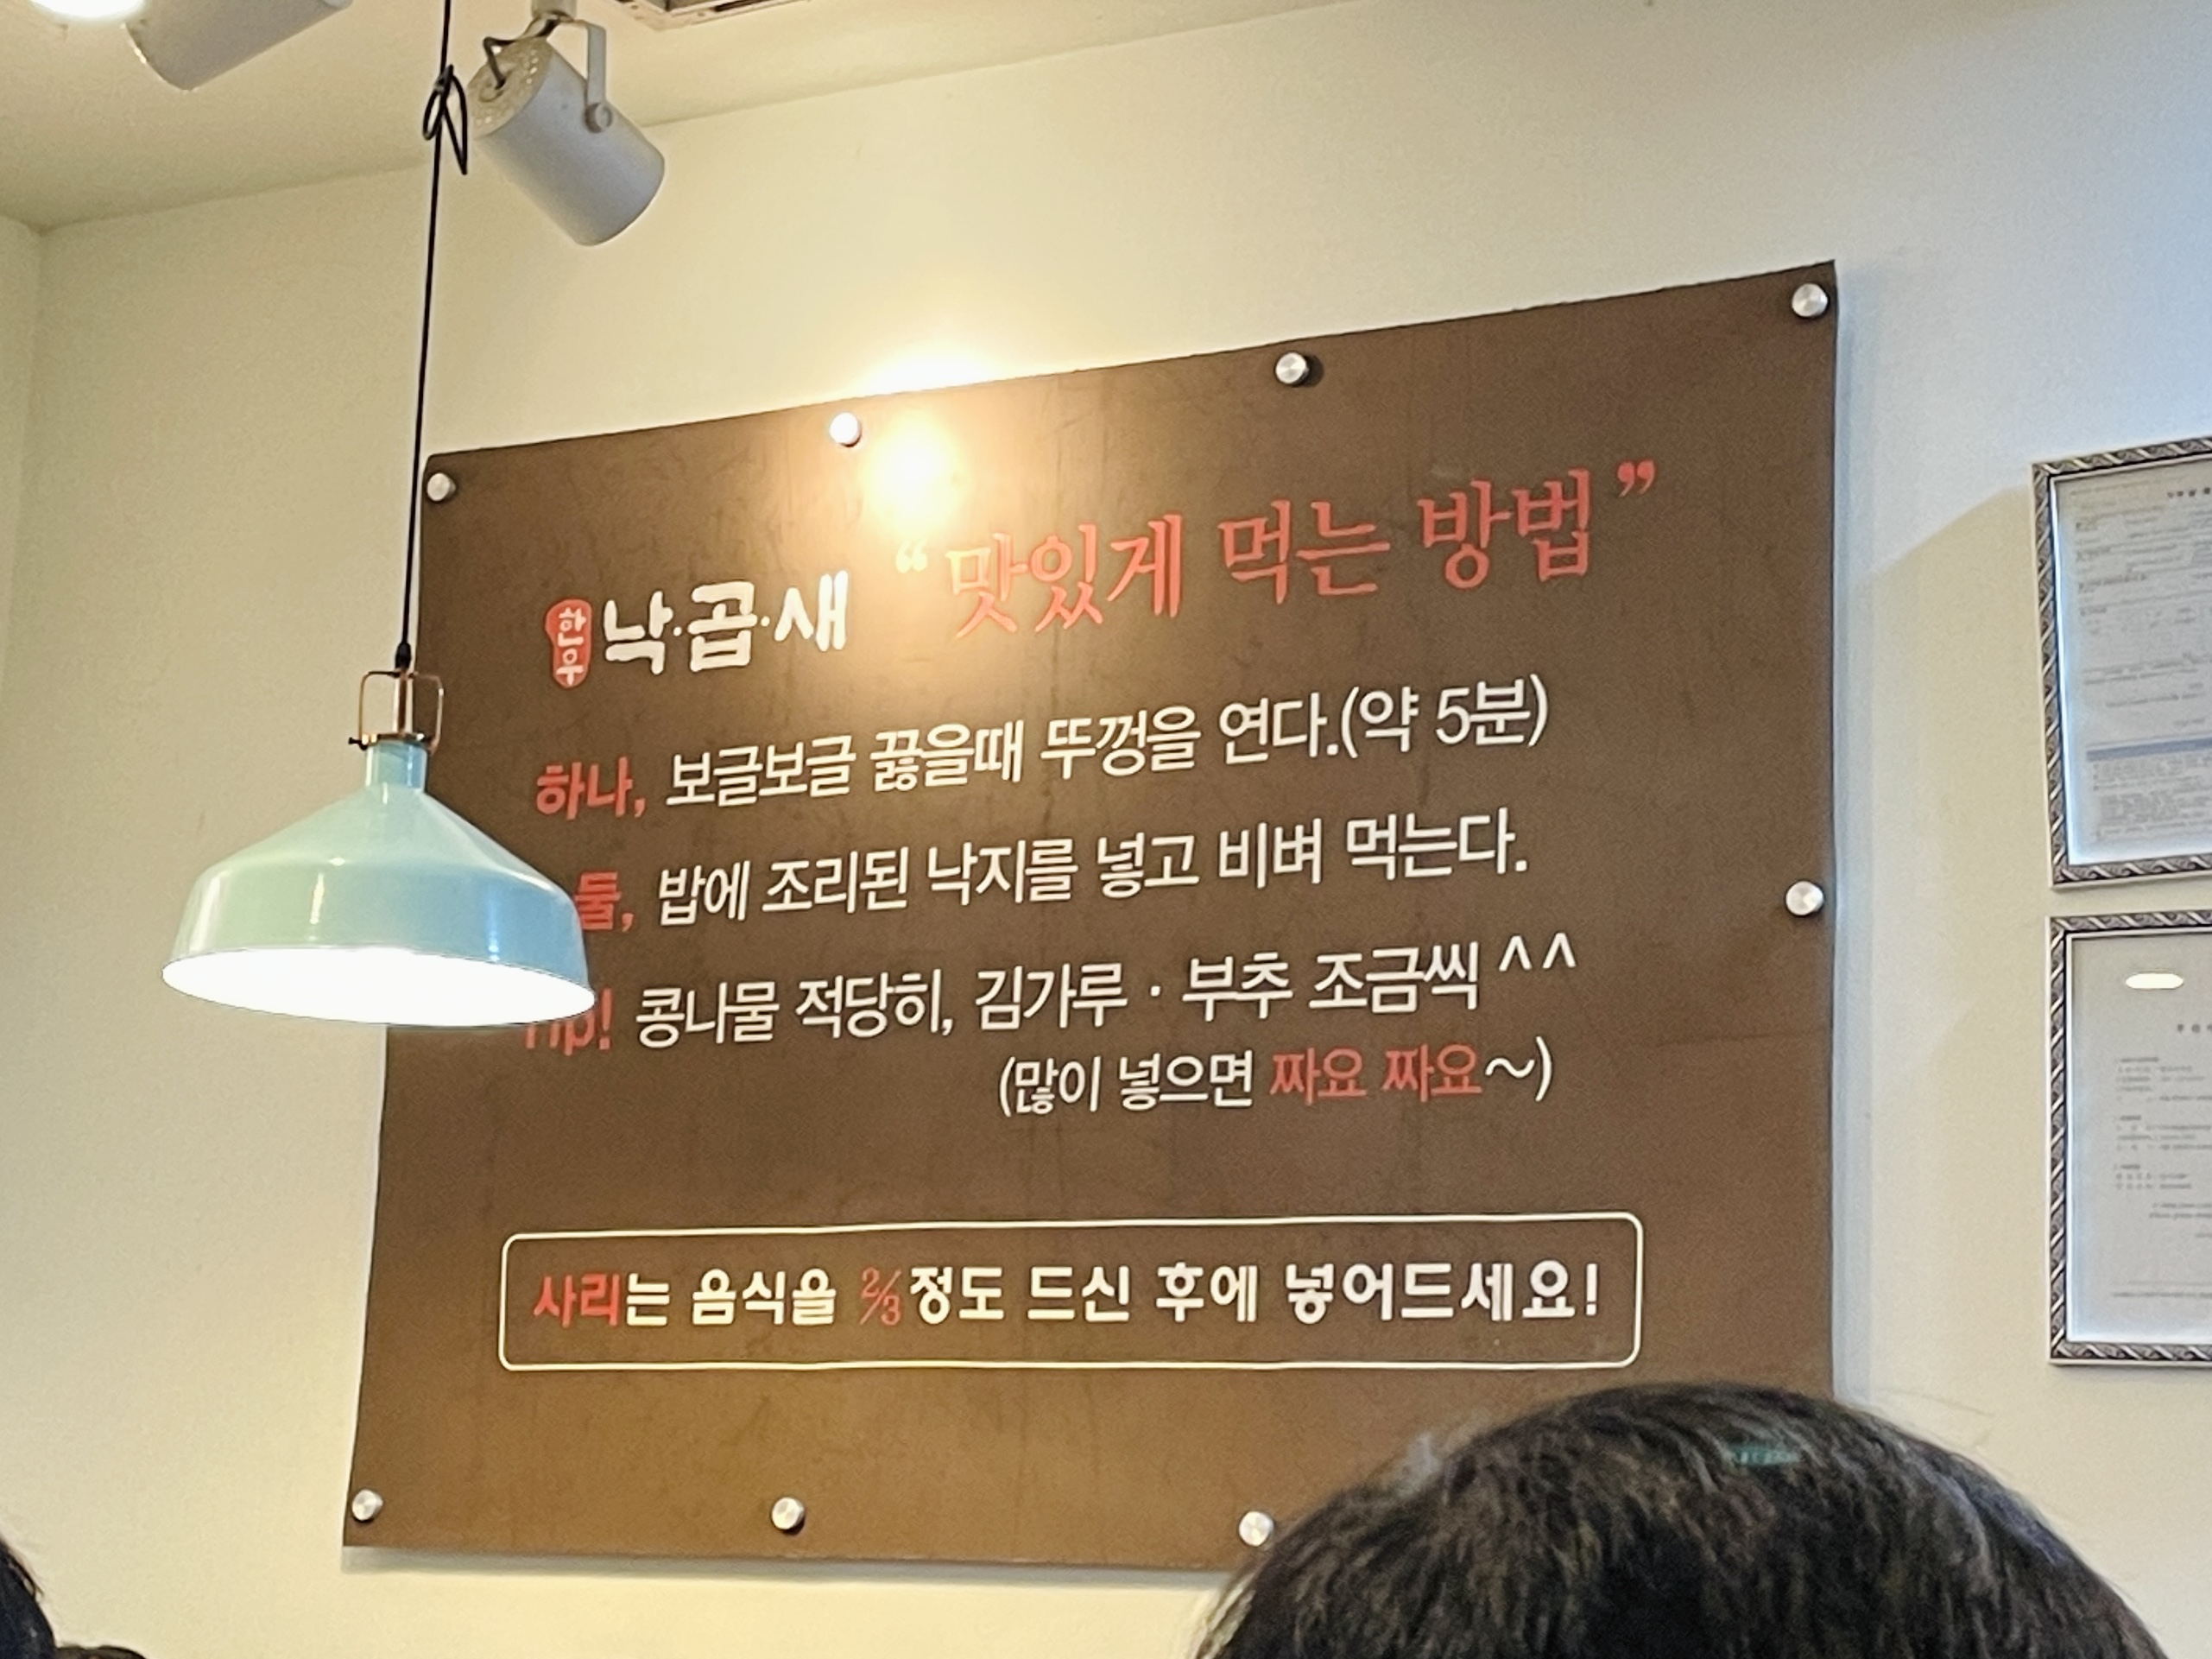 한우 낙·곱·새 “맛있게 먹는 방법”
하나, 보글보글 끓을때 뚜껑을 연다.(약 5분)
둘, 밥에 조리된 낙지를 넣고 비벼 먹는다.
Tip! 콩나물 적당히, 김가루 · 부추 조금씩 ^^
(많이 넣으면 짜요 짜요~)
사리는 음식을 2/3정도 드신 후에 넣어드세요!